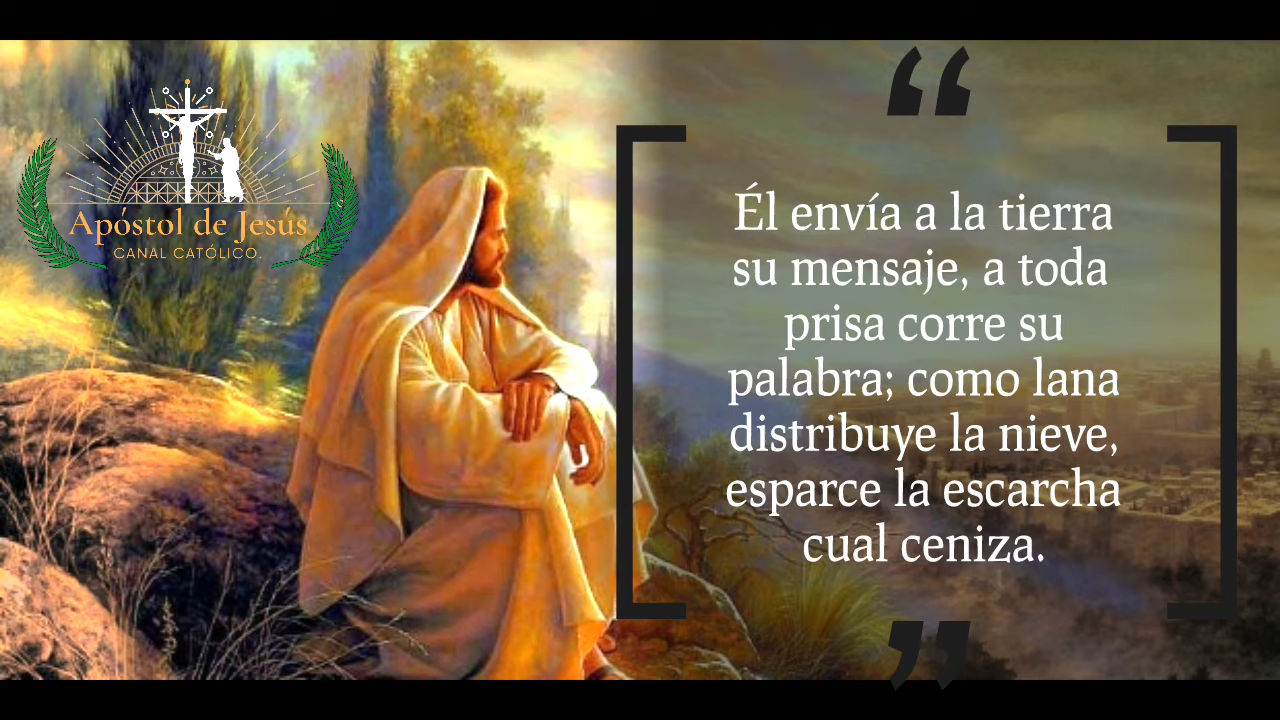 Apóstol de Jesús
CANAL CATÓLICO.
“
Él envía a la tierra
su mensaje, a toda
prisa corre su
palabra; como lana
distribuye la nieve,
esparce la escarcha
cual ceniza.
”